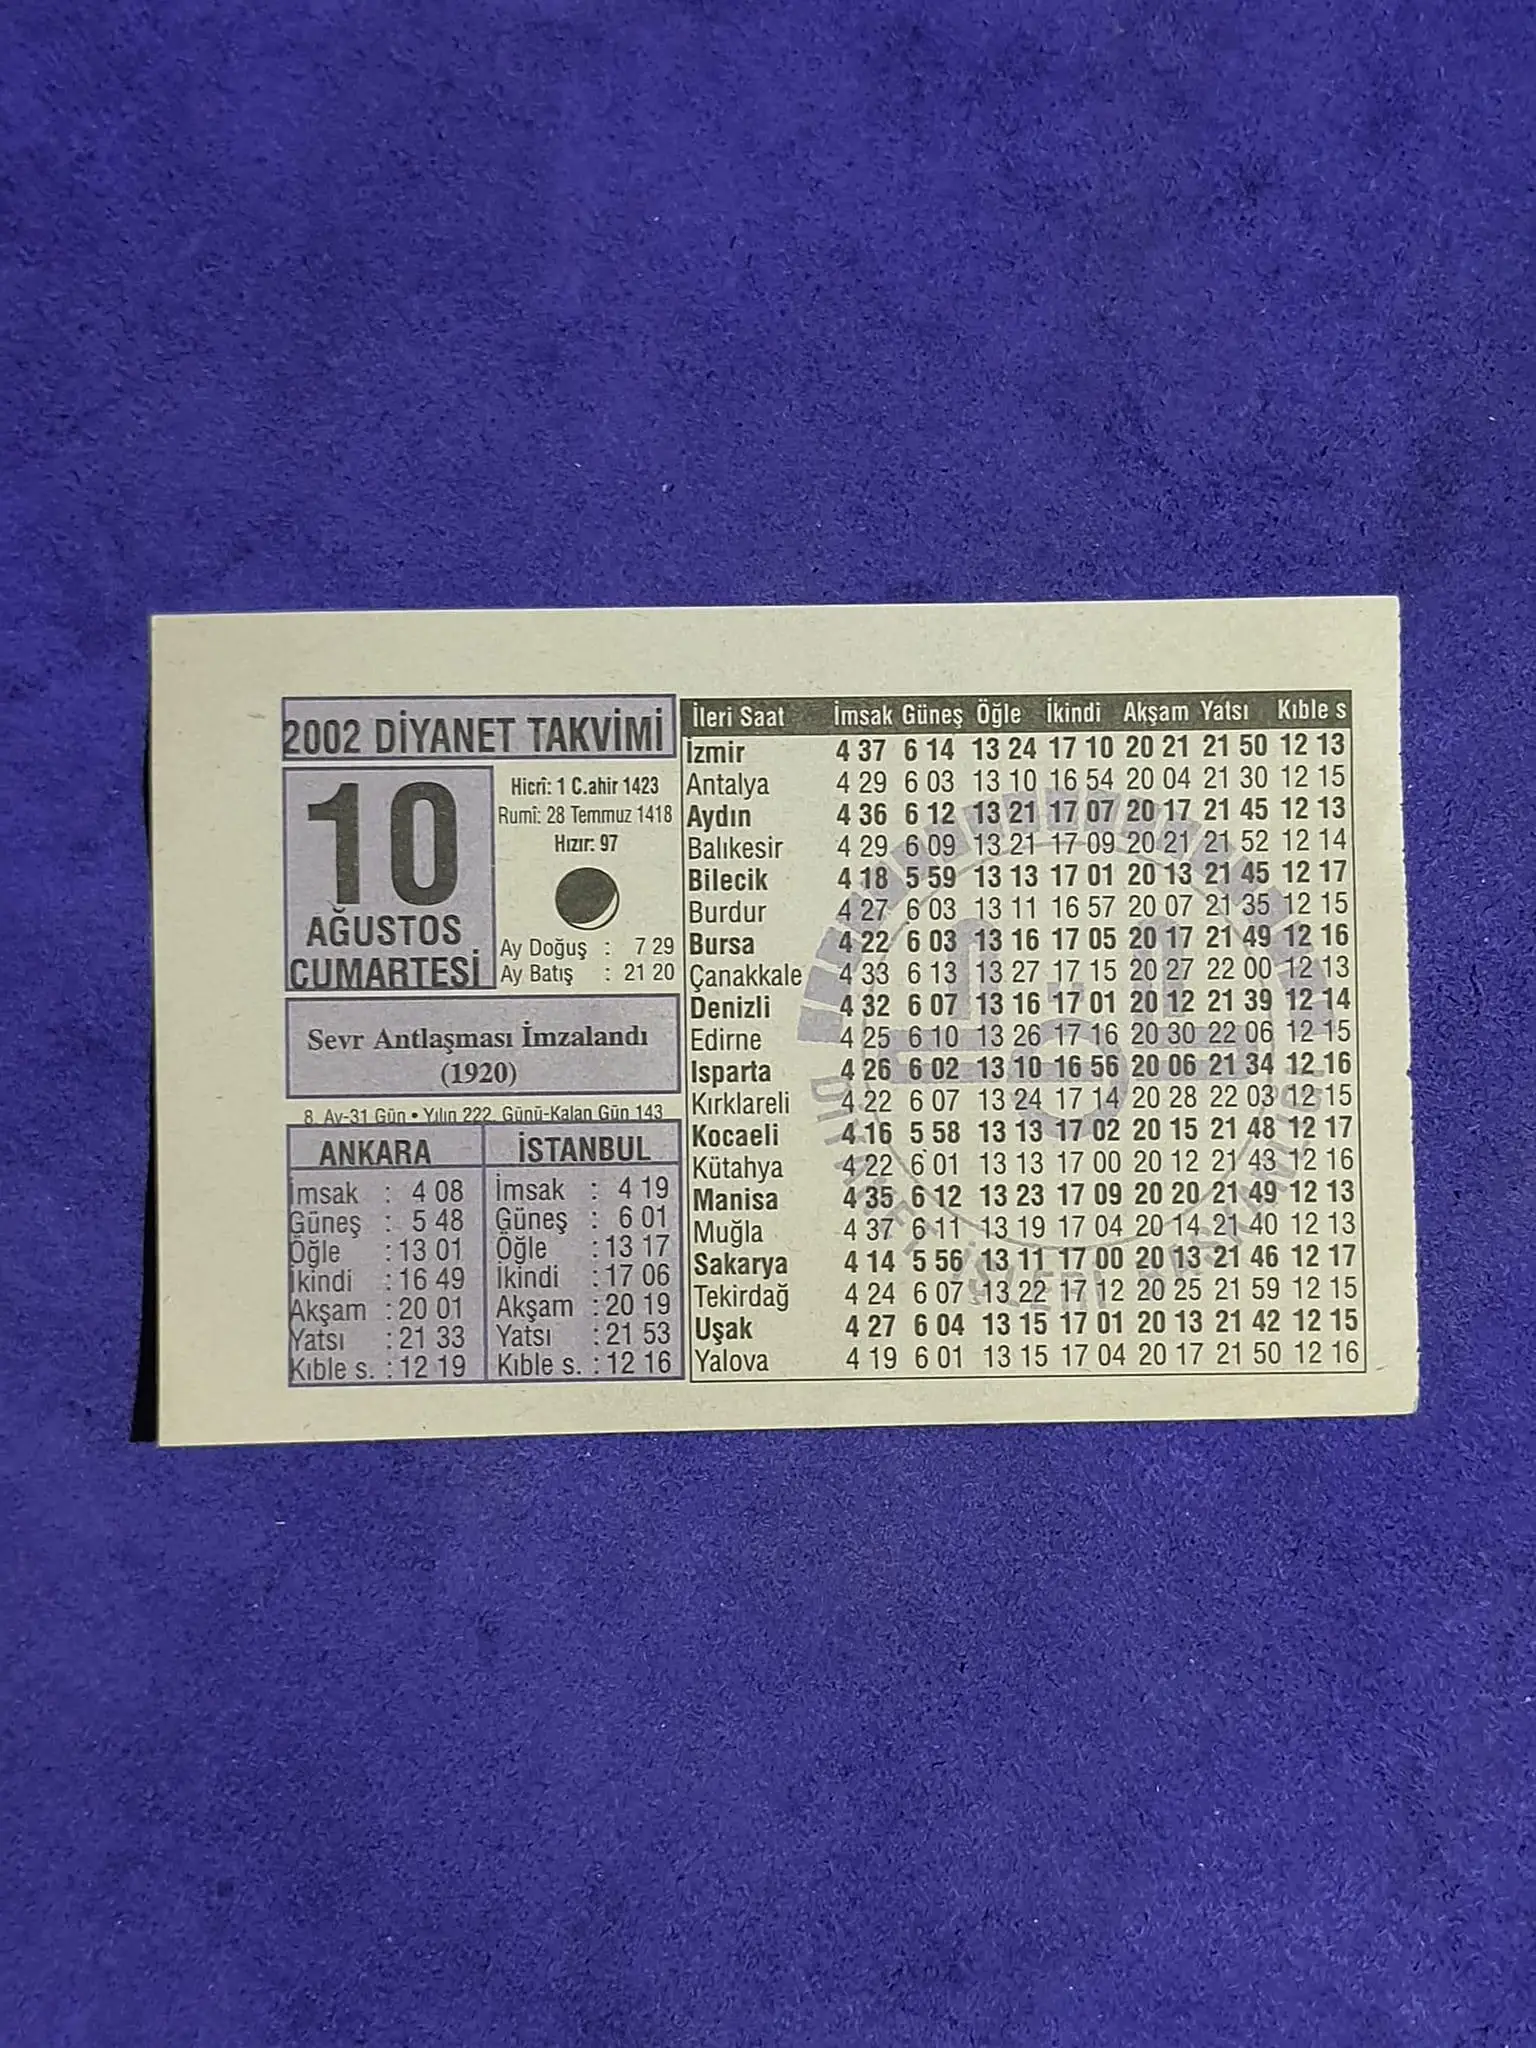 2002 DİYANET TAKVİMİ
10
AĞUSTOS
CUMARTESİ
Hicrî: 1 C.ahir 1423
Rumî: 28 Temmuz 1418
Hızır: 97
Ay Doğuş : 7 29
Ay Batış : 21 20
Sevr Antlaşması İmzalandı
(1920)
8. Ay-31 Gün • Yılın 222. Günü-Kalan Gün 143
ANKARA
İmsak : 4 08
Güneş : 5 48
Öğle : 13 01
İkindi : 16 49
Akşam : 20 01
Yatsı : 21 33
Kıble s. : 12 19
İSTANBUL
İmsak : 4 19
Güneş : 6 01
Öğle : 13 17
İkindi : 17 06
Akşam : 20 19
Yatsı : 21 53
Kıble s. : 12 16
İleri Saat İmsak Güneş Öğle İkindi Akşam Yatsı Kıble s
İzmir 4 37 6 14 13 24 17 10 20 21 21 50 12 13
Antalya 4 29 6 03 13 10 16 54 20 04 21 30 12 15
Aydın 4 36 6 12 13 21 17 07 20 17 21 45 12 13
Balıkesir 4 29 6 09 13 21 17 09 20 21 21 52 12 14
Bilecik 4 18 5 59 13 13 17 01 20 13 21 45 12 17
Burdur 4 27 6 03 13 11 16 57 20 07 21 35 12 15
Bursa 4 22 6 03 13 16 17 05 20 17 21 49 12 16
Çanakkale 4 33 6 13 13 27 17 15 20 27 22 00 12 13
Denizli 4 32 6 07 13 16 17 01 20 12 21 39 12 14
Edirne 4 25 6 10 13 26 17 16 20 30 22 06 12 15
Isparta 4 26 6 02 13 10 16 56 20 06 21 34 12 16
Kırklareli 4 22 6 07 13 24 17 14 20 28 22 03 12 15
Kocaeli 4 16 5 58 13 13 17 02 20 15 21 48 12 17
Kütahya 4 22 6 01 13 13 17 00 20 12 21 43 12 16
Manisa 4 35 6 12 13 23 17 09 20 20 21 49 12 13
Muğla 4 37 6 11 13 19 17 04 20 14 21 40 12 13
Sakarya 4 14 5 56 13 11 17 00 20 13 21 46 12 17
Tekirdağ 4 24 6 07 13 22 17 12 20 25 21 59 12 15
Uşak 4 27 6 04 13 15 17 01 20 13 21 42 12 15
Yalova 4 19 6 01 13 15 17 04 20 17 21 50 12 16
DİYANET İŞLERİ BAŞKANLIĞI